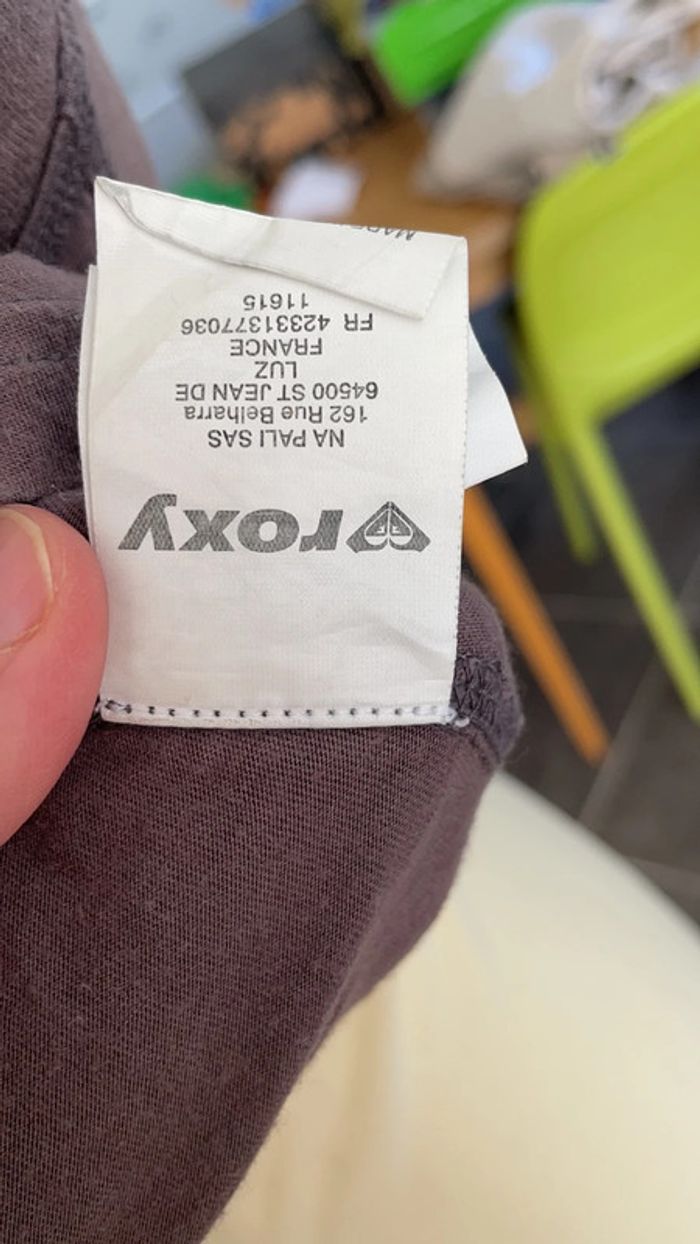 roxy
NA PALI SAS
162 Rue Belharra
64500 ST JEAN DE
LUZ
FRANCE
FR 42331377036
11615